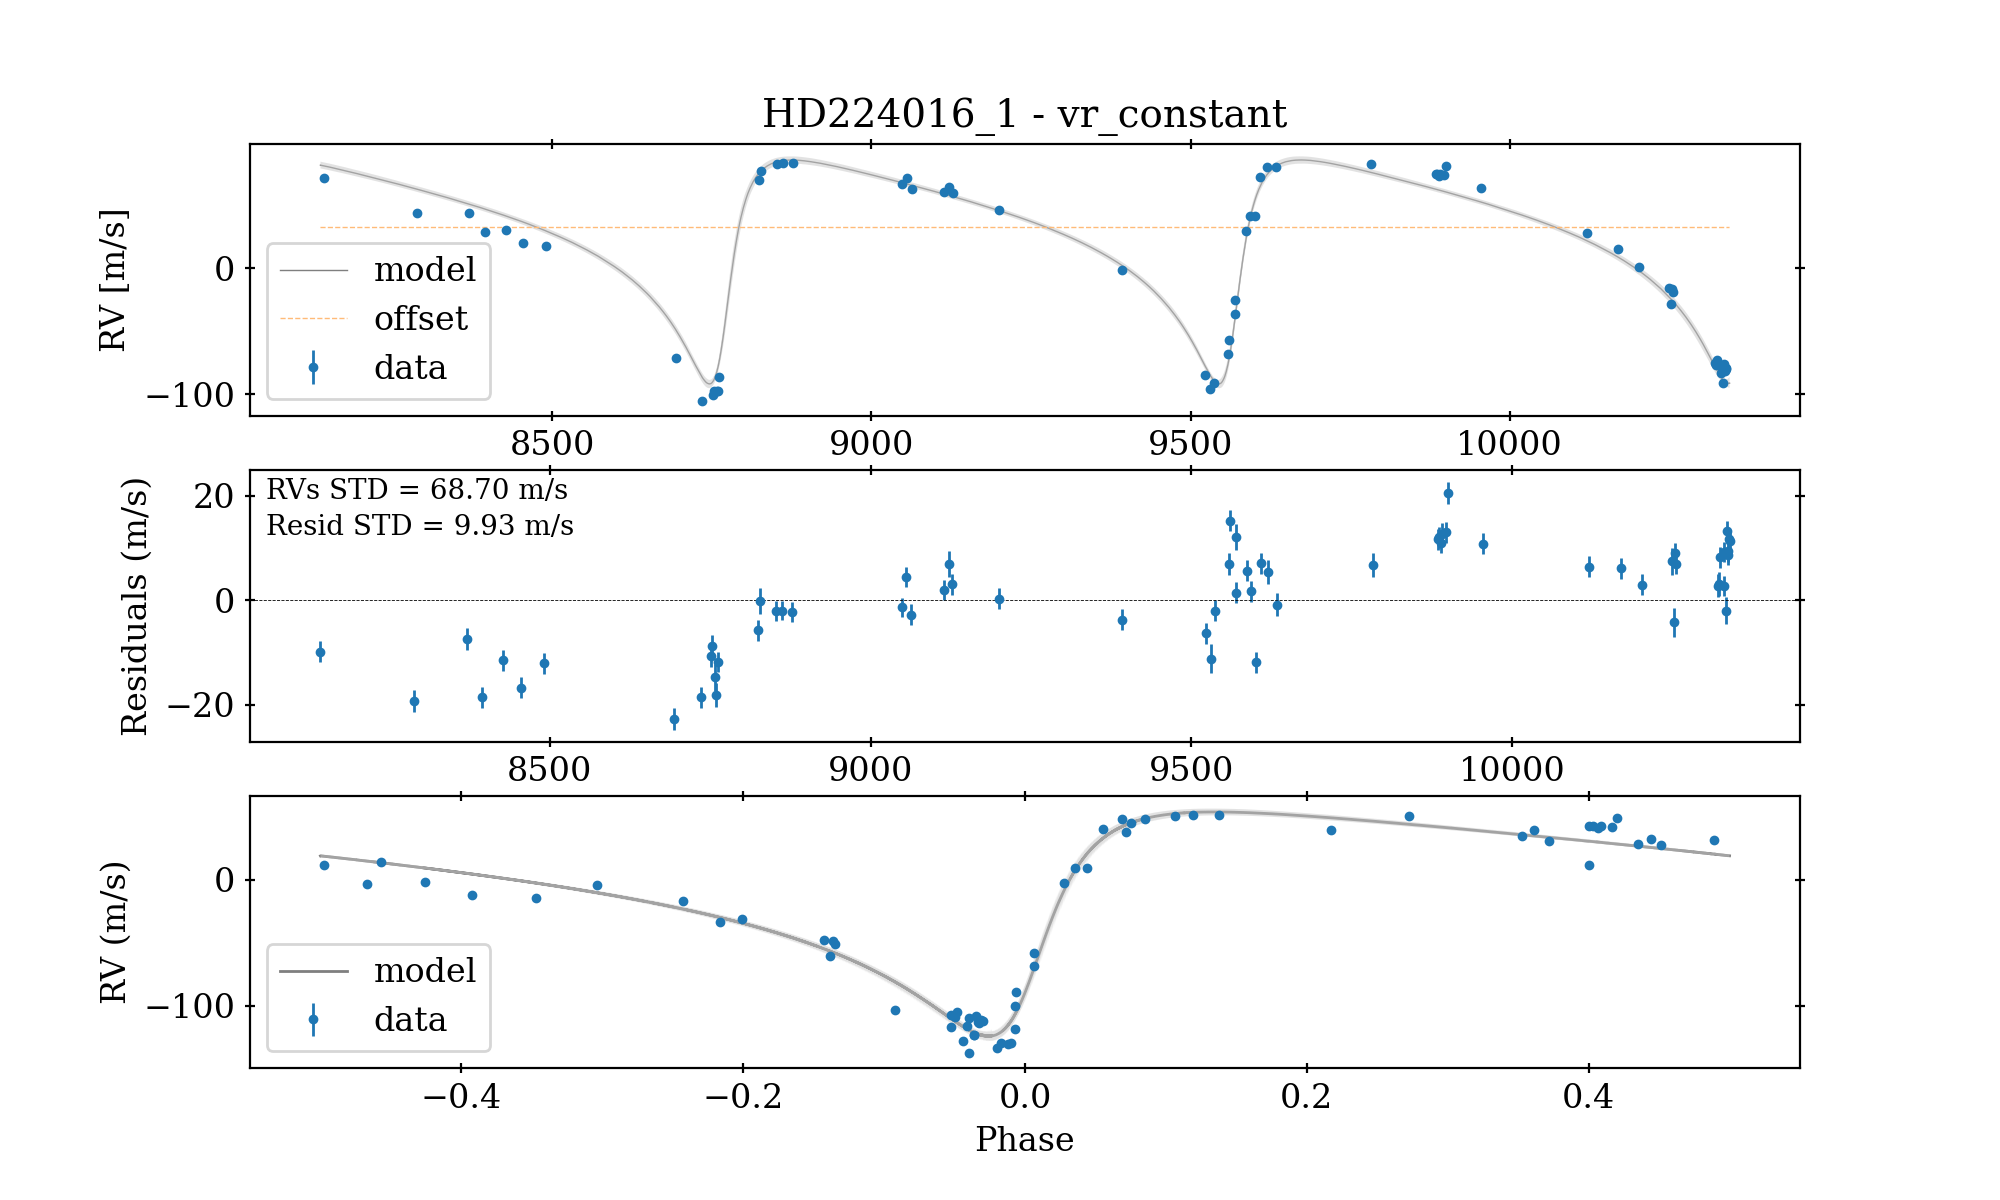 HD224016_1 - vr_constant
RV [m/s]
0
−100
model
offset
data
8500
9000
9500
10000
Residuals (m/s)
20
0
−20
RVs STD = 68.70 m/s
Resid STD = 9.93 m/s
8500
9000
9500
10000
RV (m/s)
0
−100
model
data
−0.4
−0.2
0.0
0.2
0.4
Phase